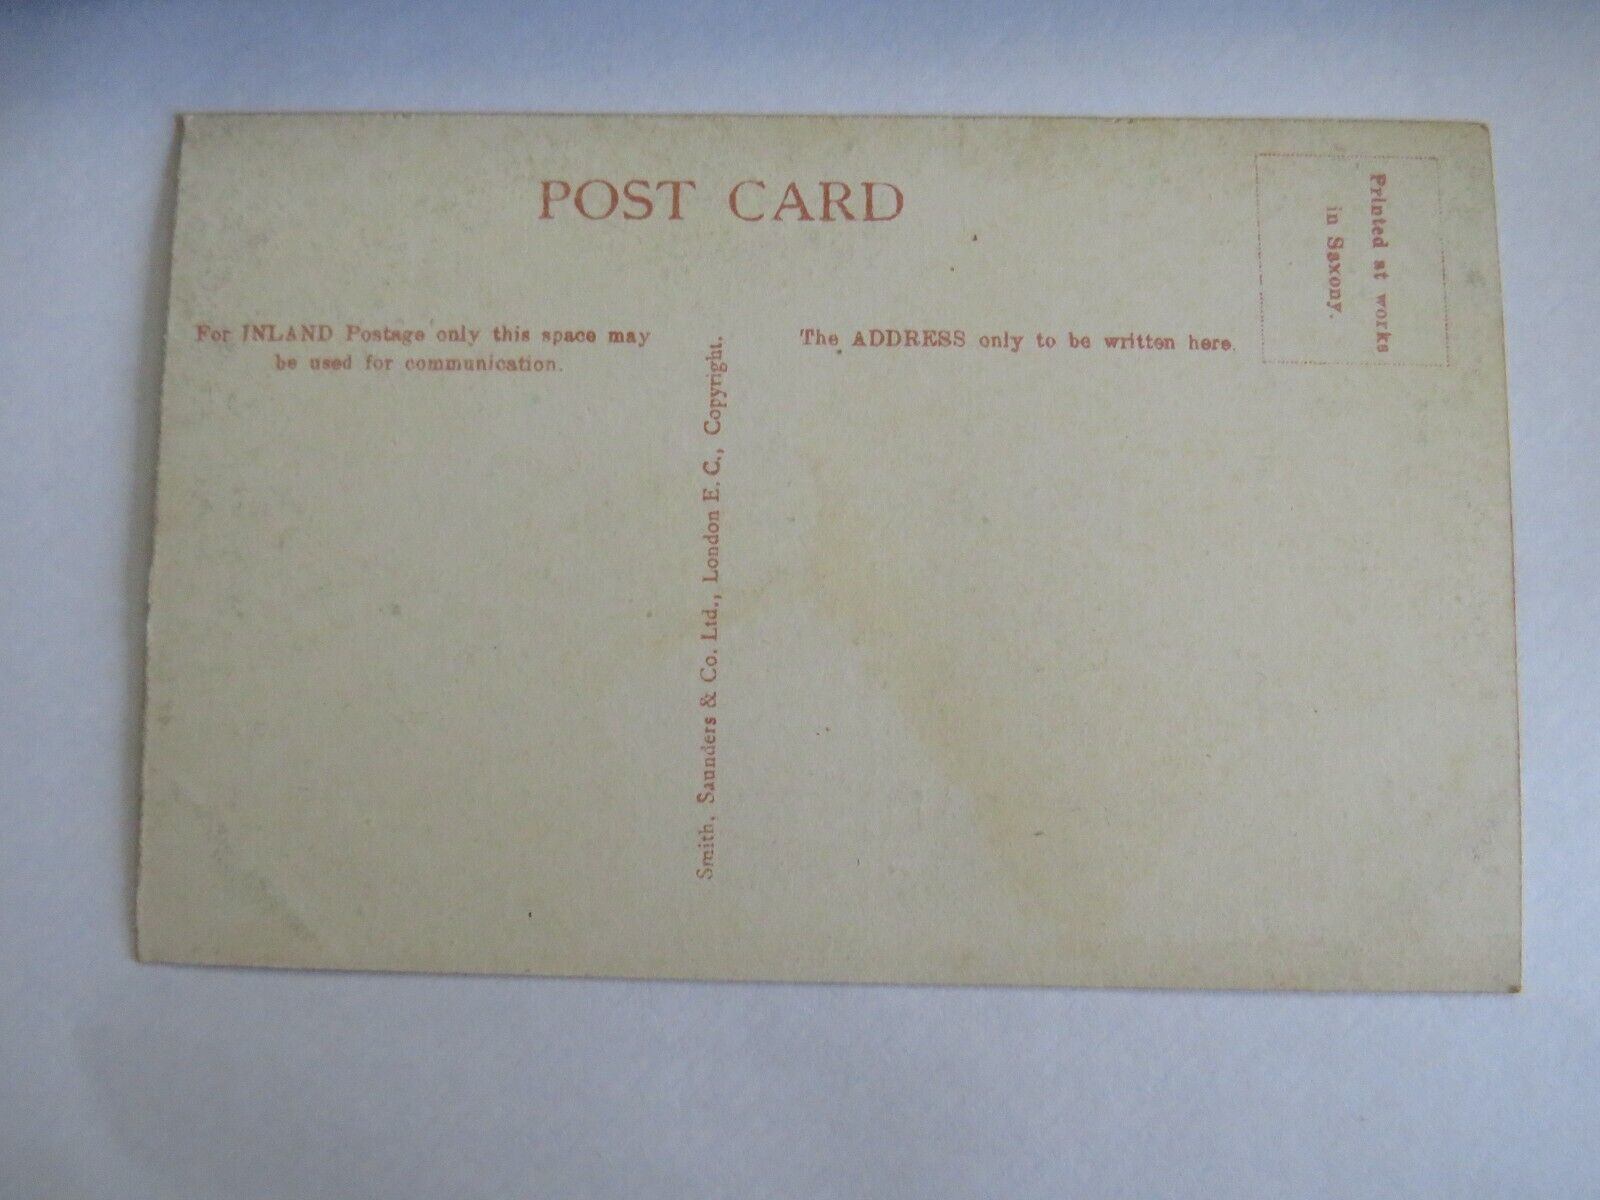 POST CARD
Printed at works
in Saxony.
For INLAND Postage only this space may
be used for communication.
The ADDRESS only to be written here.
Smith, Saunders & Co. Ltd., London E. C., Copyright.